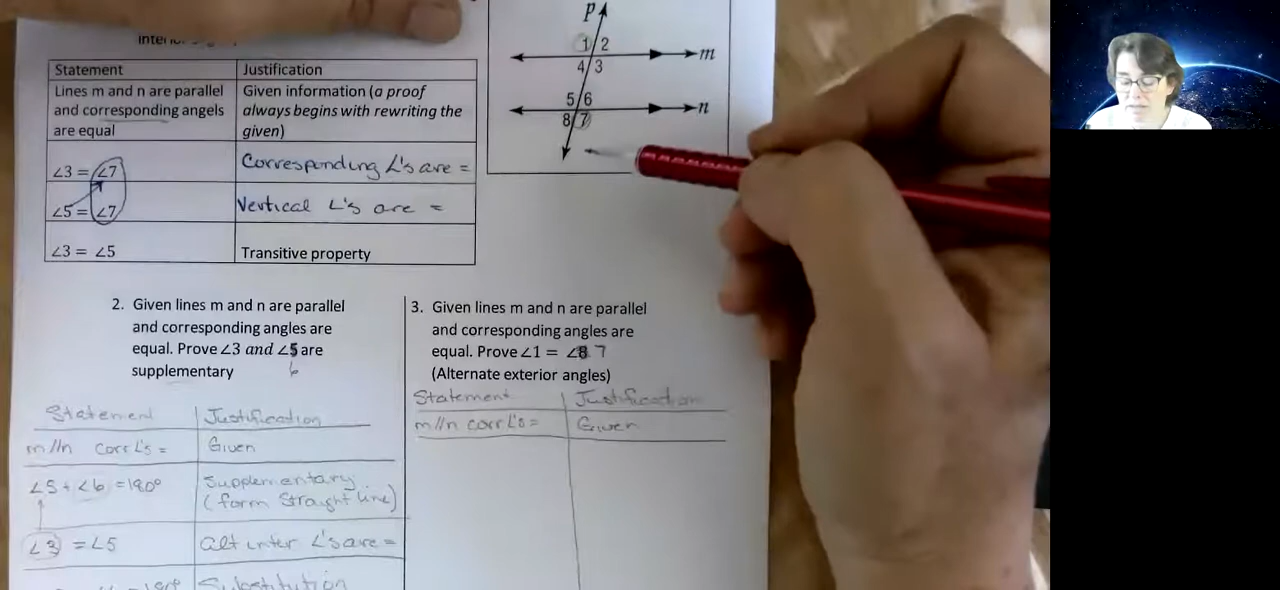 P
1 2
m
4 3
5 6
n
8 7
Statement Justification
Lines m and n are parallel
and corresponding angels
are equal
Given information (a proof
always begins with rewriting the
given)
∠3 = ∠7 Corresponding ∠'s are =
∠5 = ∠7 Vertical ∠'s are =
∠3 = ∠5 Transitive property
2. Given lines m and n are parallel
and corresponding angles are
equal. Prove ∠3 and ∠5 are
supplementary 6
Statement Justification
m//n corr ∠'s = Given
∠5 + ∠6 = 180° Supplementary
(form straight line)
∠3 = ∠5 alt inter ∠'s are =
Substitution
3. Given lines m and n are parallel
and corresponding angles are
equal. Prove ∠1 = ∠8 7
(Alternate exterior angles)
Statement Justification
m//n corr ∠'s = Given